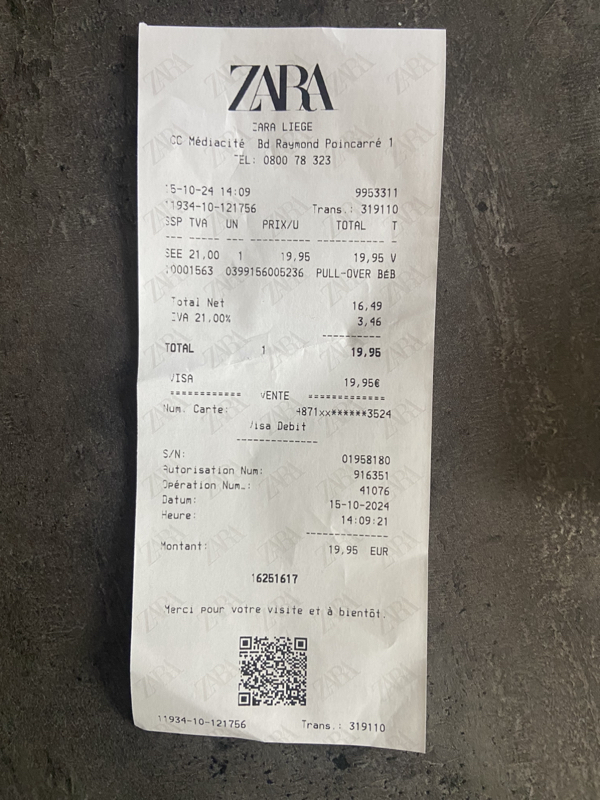 ZARA
ZARA LIEGE
CC Médiacité Bd Raymond Poincarré 1
TEL: 0800 78 323
5-10-24 14:09 9953311
11934-10-121756 Trans.: 319110
SSP TVA UN PRIX/U TOTAL T
SEE 21,00 1 19,95 19,95 V
0001563 0399156005236 PULL-OVER BéB
Total Net 16,49
TVA 21.00% 3,46
TOTAL 1 19,95
VISA 19,95€
============ VENTE =============
Num. Carte: 4871xx******3524
Visa Debit
S/N: 01958180
Autorisation Num: 916351
Opération Num.: 41076
Datum: 15-10-2024
Heure: 14:09:21
Montant: 19,95 EUR
16251617
Merci pour votre visite et à bientôt.
11934-10-121756 Trans.: 319110